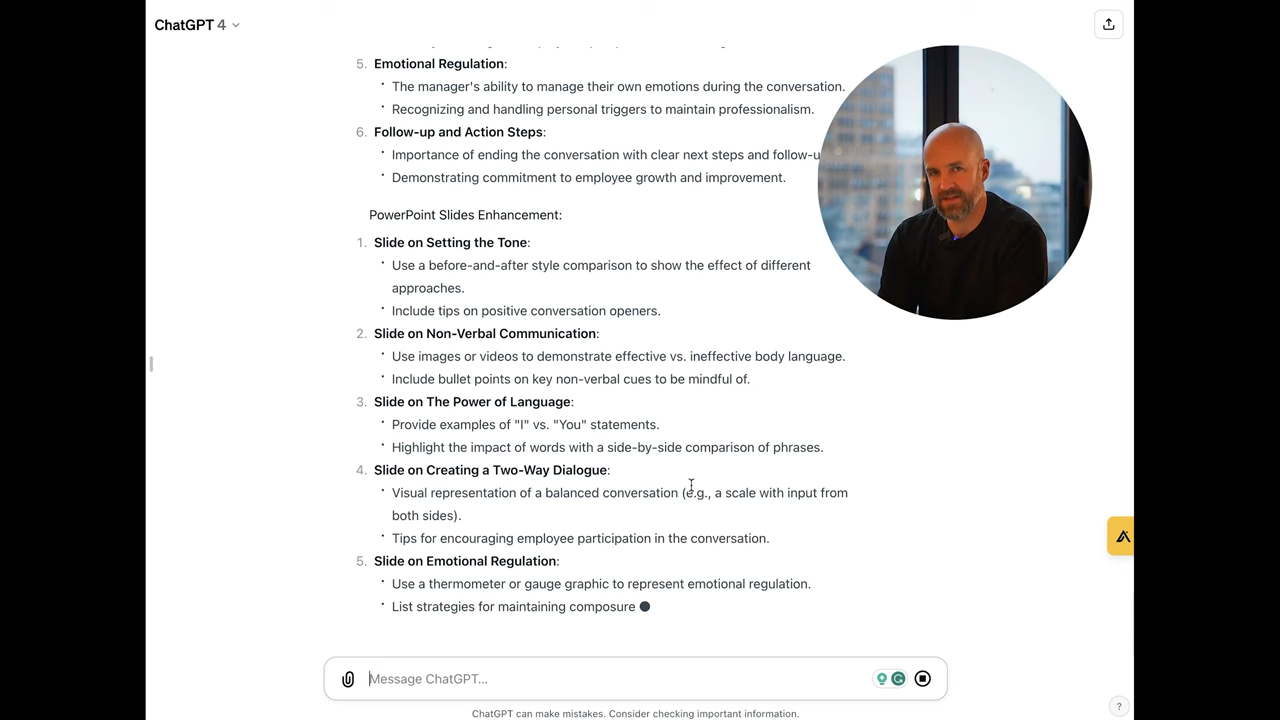 ChatGPT 4
5. Emotional Regulation:
• The manager's ability to manage their own emotions during the conversation.
• Recognizing and handling personal triggers to maintain professionalism.
6. Follow-up and Action Steps:
• Importance of ending the conversation with clear next steps and follow-u
• Demonstrating commitment to employee growth and improvement.
PowerPoint Slides Enhancement:
1. Slide on Setting the Tone:
• Use a before-and-after style comparison to show the effect of different
approaches.
• Include tips on positive conversation openers.
2. Slide on Non-Verbal Communication:
• Use images or videos to demonstrate effective vs. ineffective body language.
• Include bullet points on key non-verbal cues to be mindful of.
3. Slide on The Power of Language:
• Provide examples of "I" vs. "You" statements.
• Highlight the impact of words with a side-by-side comparison of phrases.
4. Slide on Creating a Two-Way Dialogue:
• Visual representation of a balanced conversation (e.g., a scale with input from
both sides).
• Tips for encouraging employee participation in the conversation.
5. Slide on Emotional Regulation:
• Use a thermometer or gauge graphic to represent emotional regulation.
• List strategies for maintaining composure
Message ChatGPT...
ChatGPT can make mistakes. Consider checking important information.
?